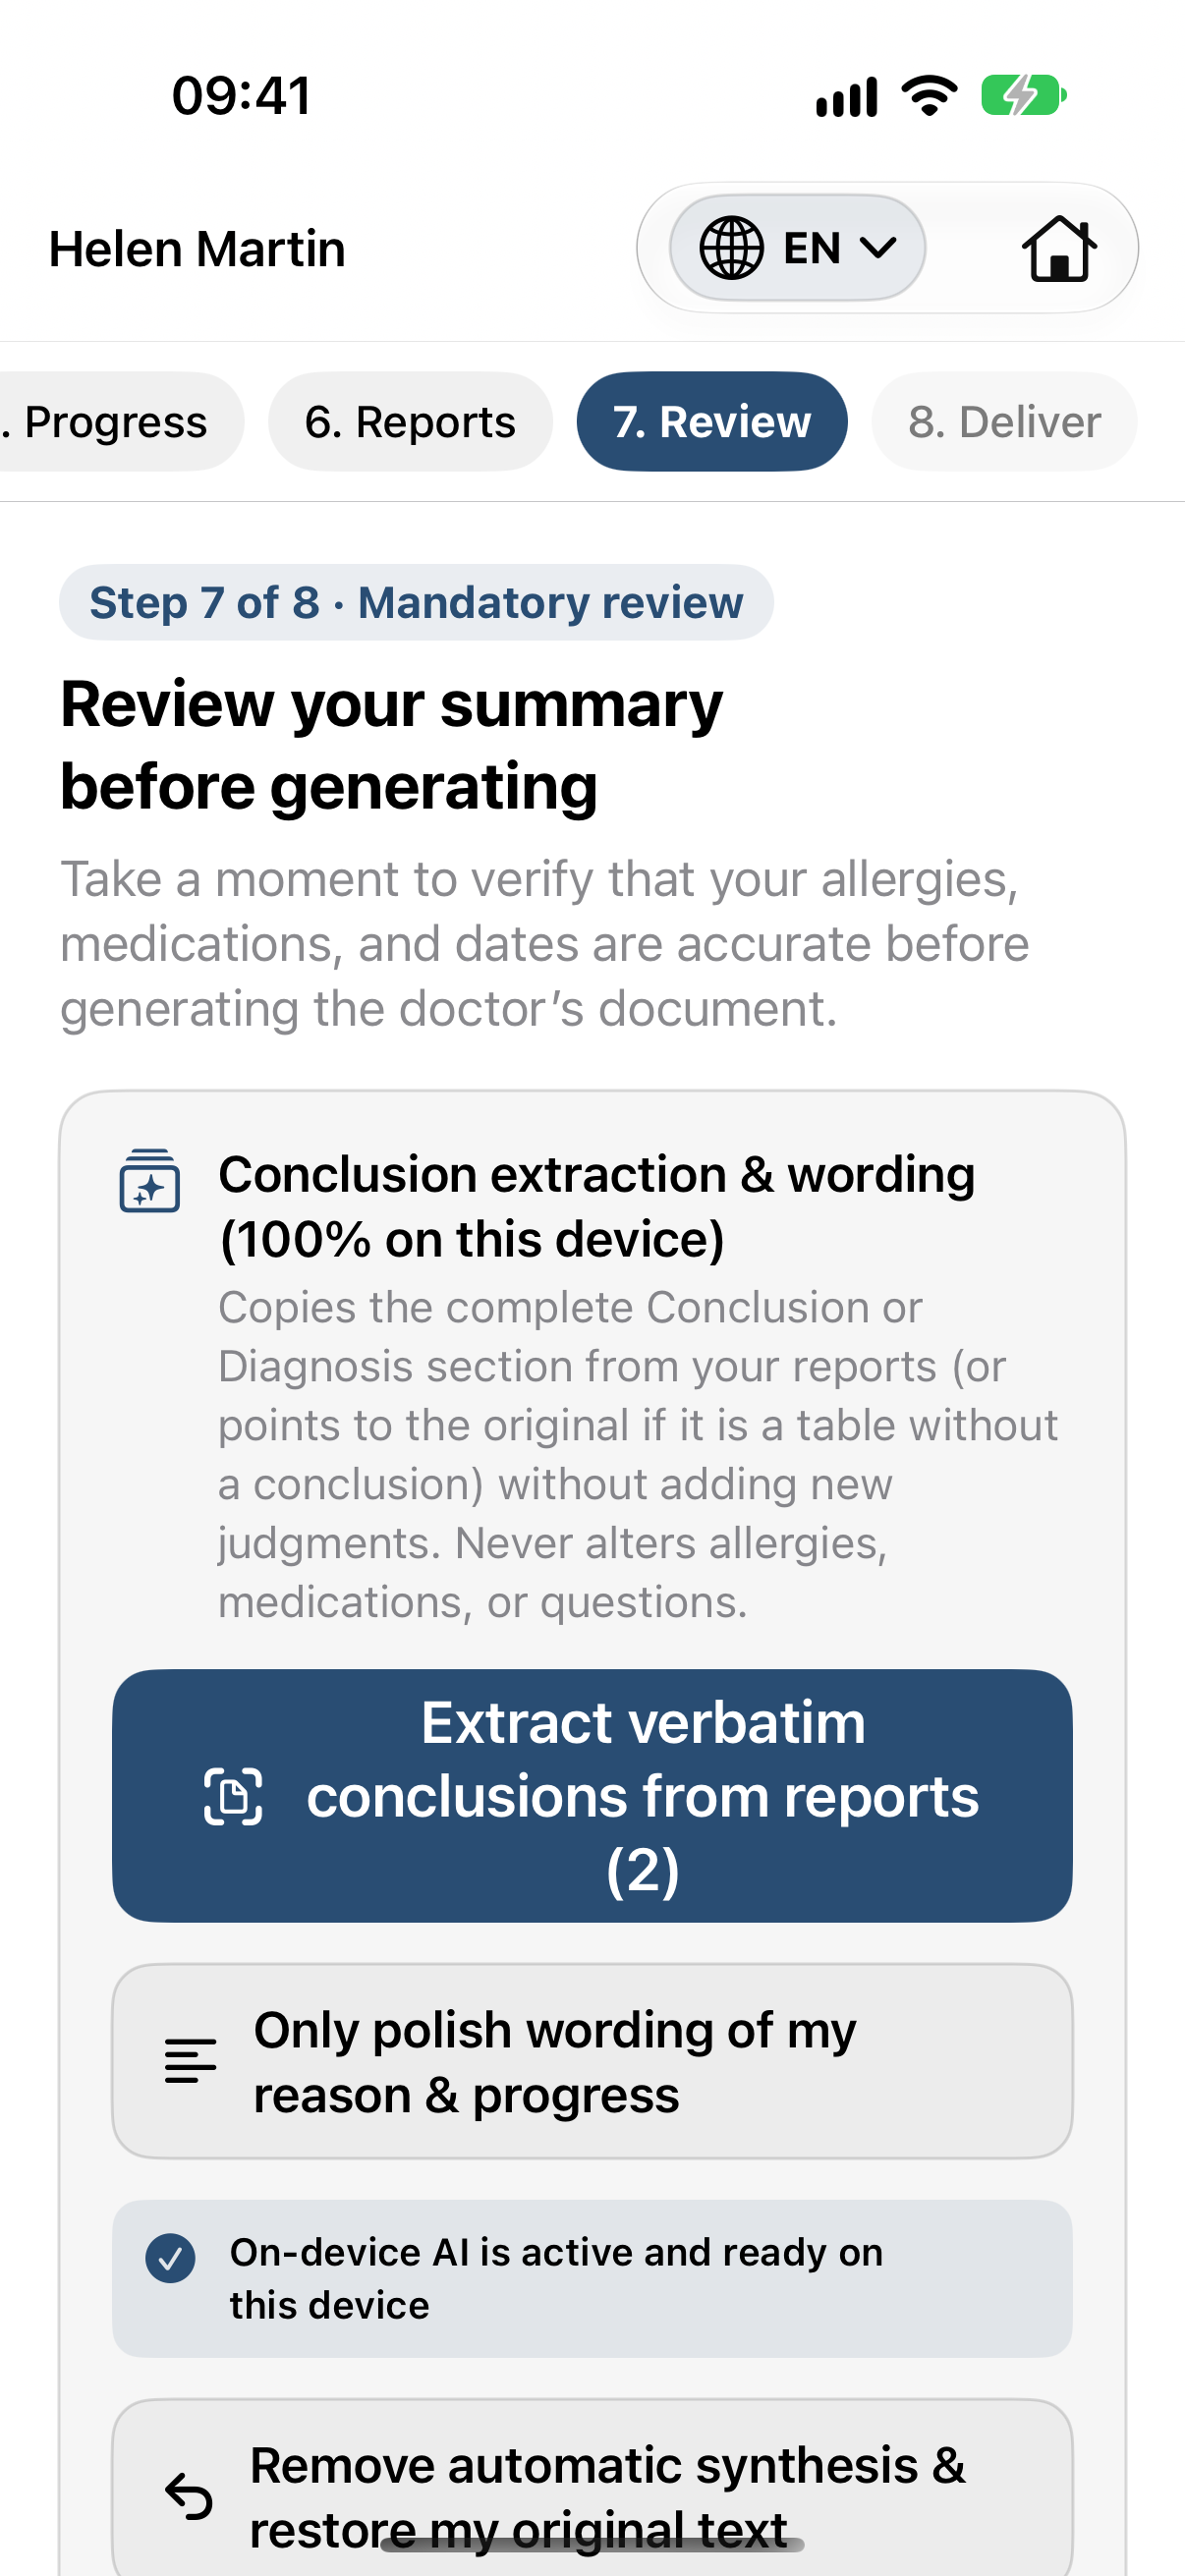 09:41
Helen Martin
EN
. Progress
6. Reports
7. Review
8. Deliver
Step 7 of 8 · Mandatory review
Review your summary
before generating
Take a moment to verify that your allergies,
medications, and dates are accurate before
generating the doctor’s document.
Conclusion extraction & wording
(100% on this device)
Copies the complete Conclusion or
Diagnosis section from your reports (or
points to the original if it is a table without
a conclusion) without adding new
judgments. Never alters allergies,
medications, or questions.
Extract verbatim
conclusions from reports
(2)
Only polish wording of my
reason & progress
On-device AI is active and ready on
this device
Remove automatic synthesis &
restore my original text